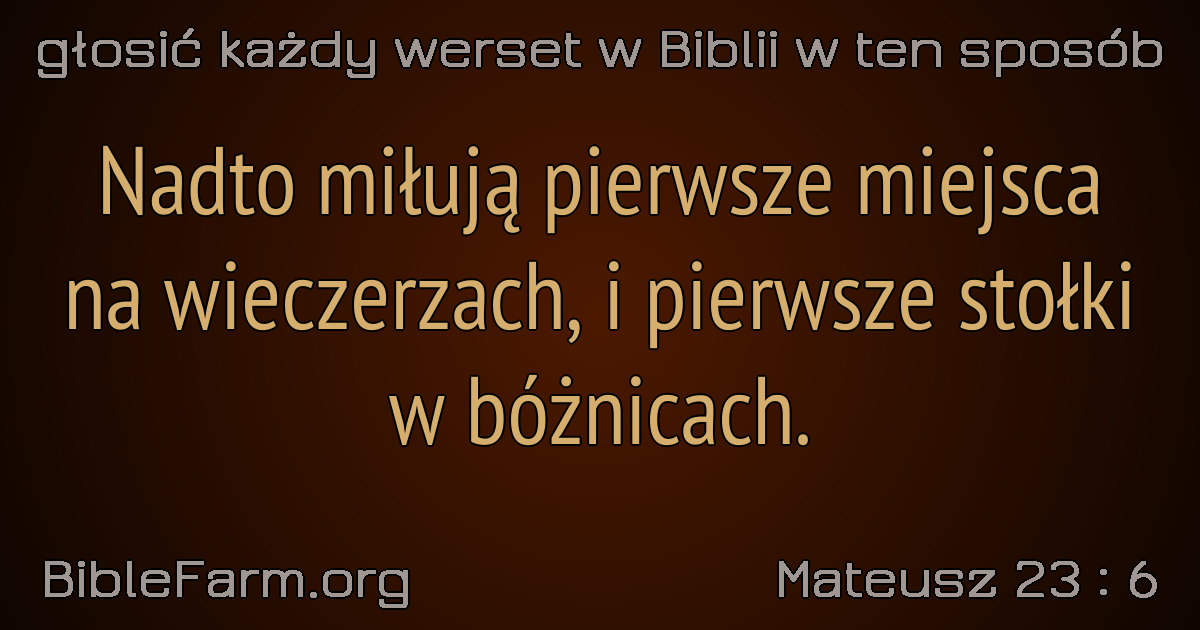 głosić każdy werset w Biblii w ten sposób
Nadto miłują pierwsze miejsca
na wieczerzach, i pierwsze stołki
w bóżnicach.
BibleFarm.org
Mateusz 23 : 6